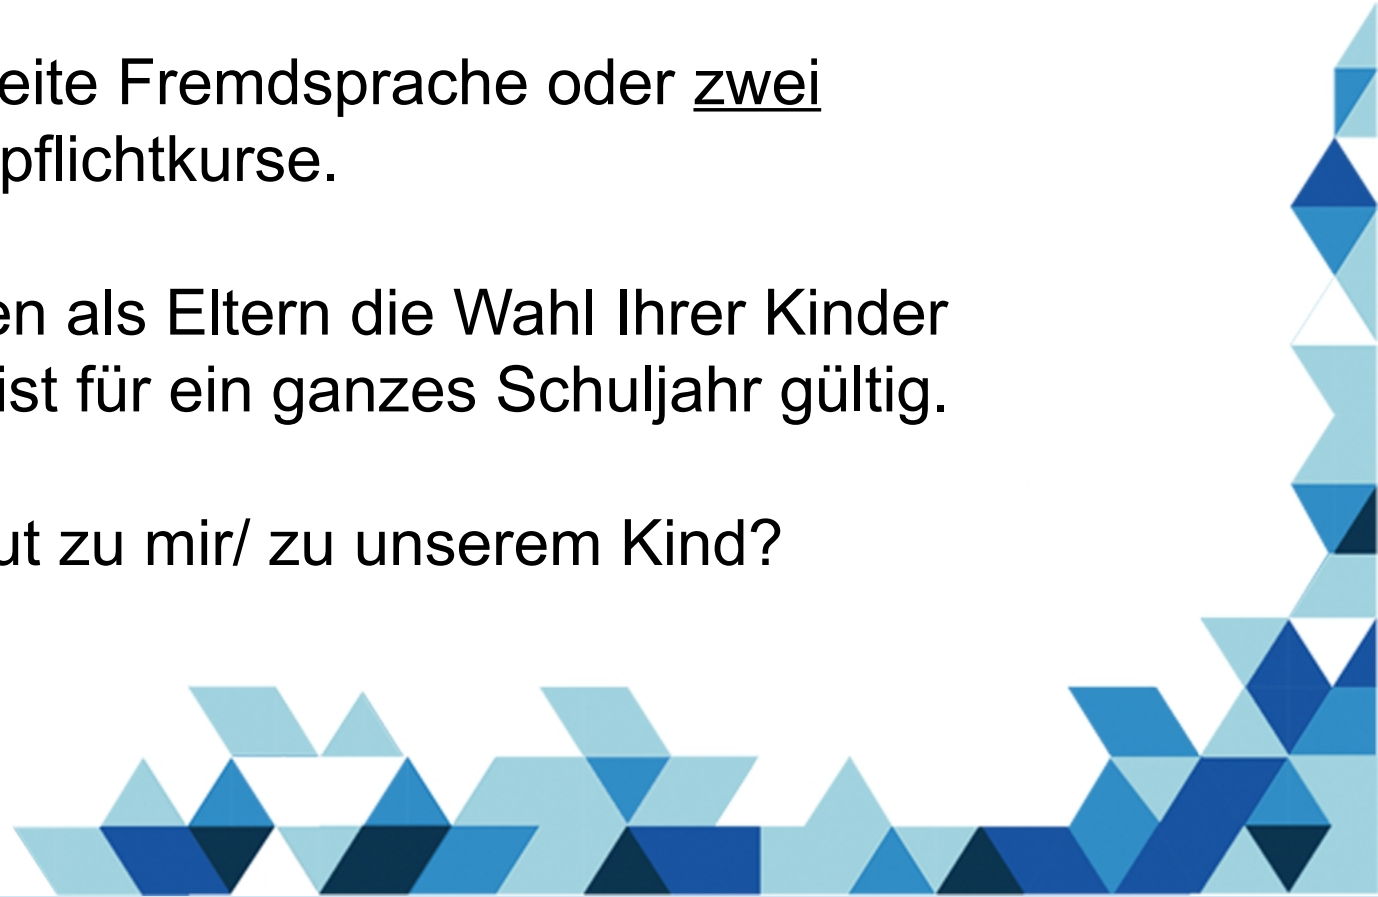 eite Fremdsprache oder zwei
pflichtkurse.
en als Eltern die Wahl Ihrer Kinder
ist für ein ganzes Schuljahr gültig.
ut zu mir/ zu unserem Kind?